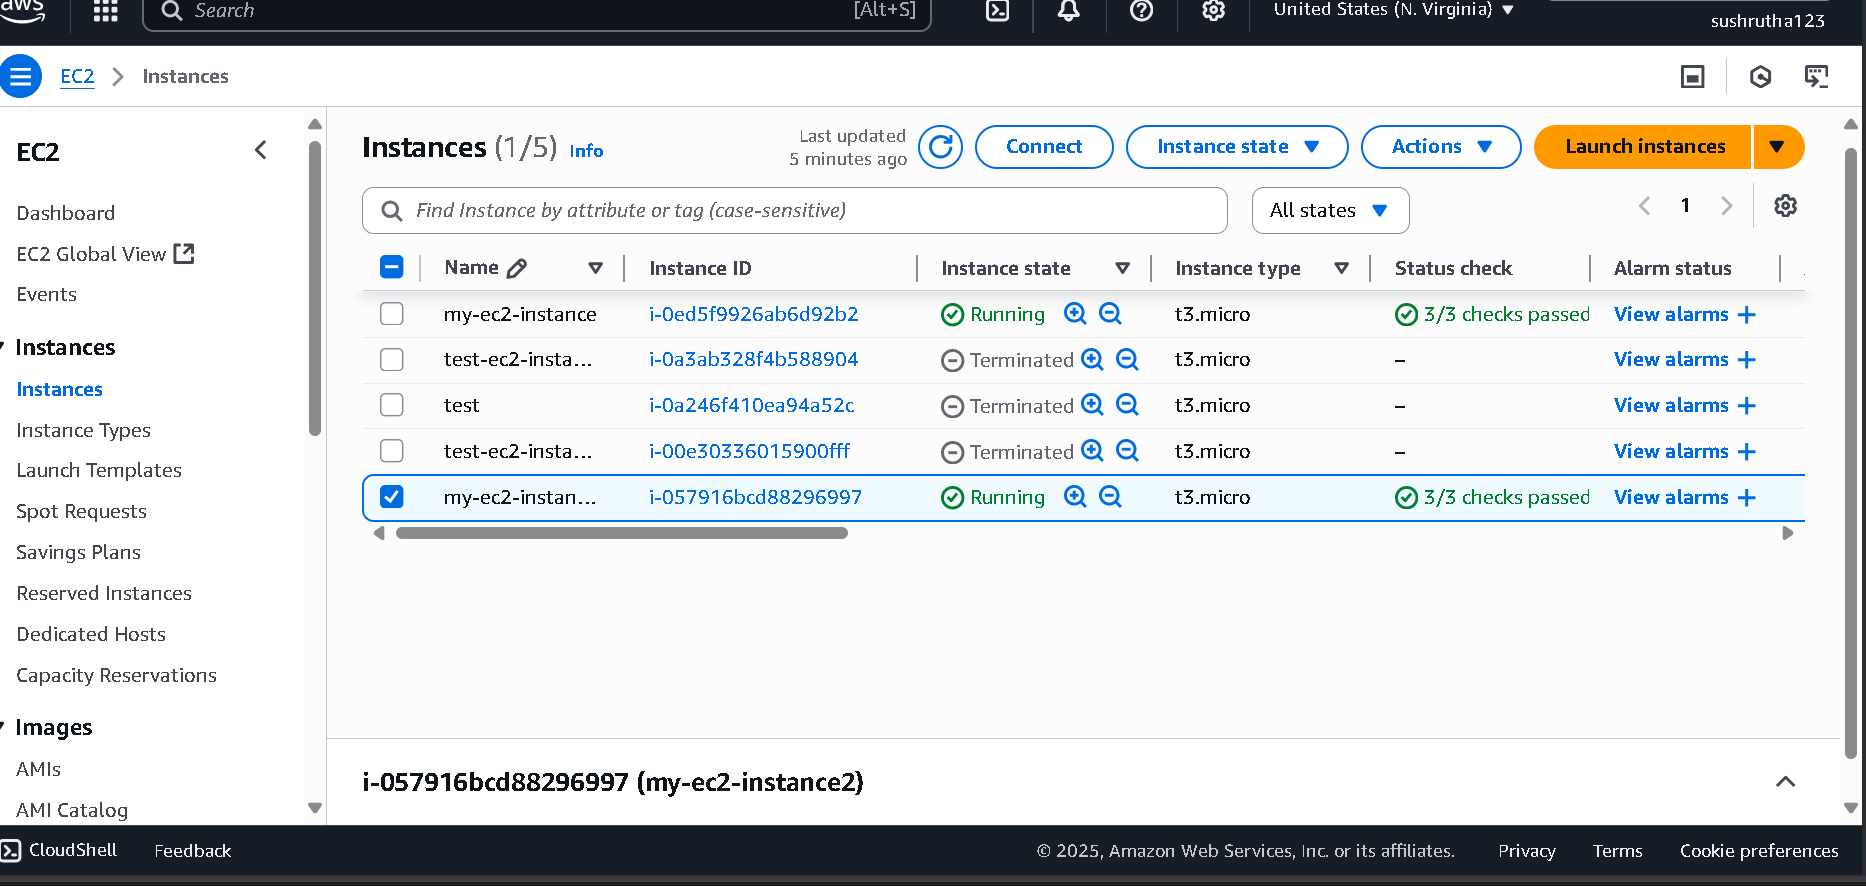 aws
Search [Alt+S] United States (N. Virginia) sushrutha123
EC2 Instances
EC2
Dashboard
EC2 Global View
Events
Instances
Instances
Instance Types
Launch Templates
Spot Requests
Savings Plans
Reserved Instances
Dedicated Hosts
Capacity Reservations
Images
AMIs
AMI Catalog
Instances (1/5) Info
Last updated
5 minutes ago
Connect Instance state Actions Launch instances
Find Instance by attribute or tag (case-sensitive) All states 1
Name Instance ID Instance state Instance type Status check Alarm status
my-ec2-instance i-0ed5f9926ab6d92b2 Running t3.micro 3/3 checks passed View alarms +
test-ec2-insta... i-0a3ab328f4b588904 Terminated t3.micro – View alarms +
test i-0a246f410ea94a52c Terminated t3.micro – View alarms +
test-ec2-insta... i-00e30336015900fff Terminated t3.micro – View alarms +
my-ec2-instan... i-057916bcd88296997 Running t3.micro 3/3 checks passed View alarms +
i-057916bcd88296997 (my-ec2-instance2)
CloudShell Feedback © 2025, Amazon Web Services, Inc. or its affiliates. Privacy Terms Cookie preferences